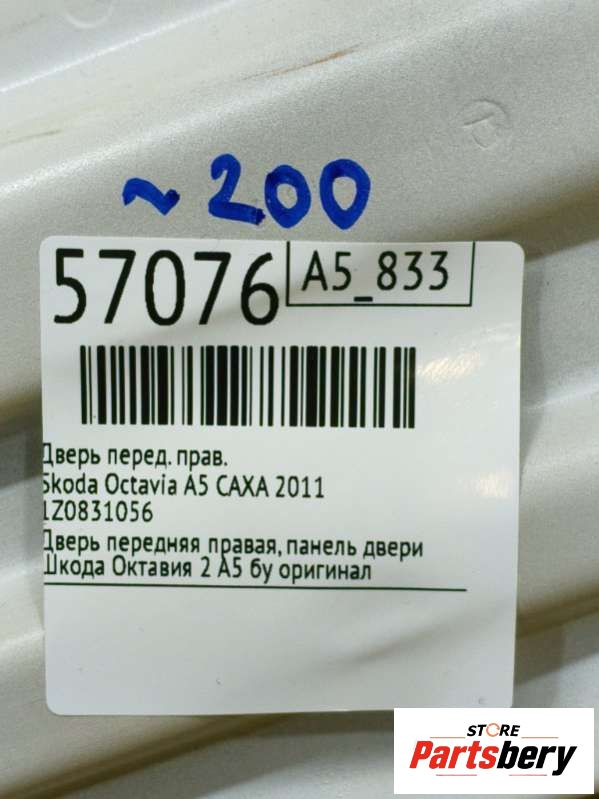 ~200
57076
A5_833
Дверь перед. прав.
Skoda Octavia A5 CAXA 2011
1Z0831056
Дверь передняя правая, панель двери
Шкода Октавия 2 А5 бу оригинал
STORE
Partsbery